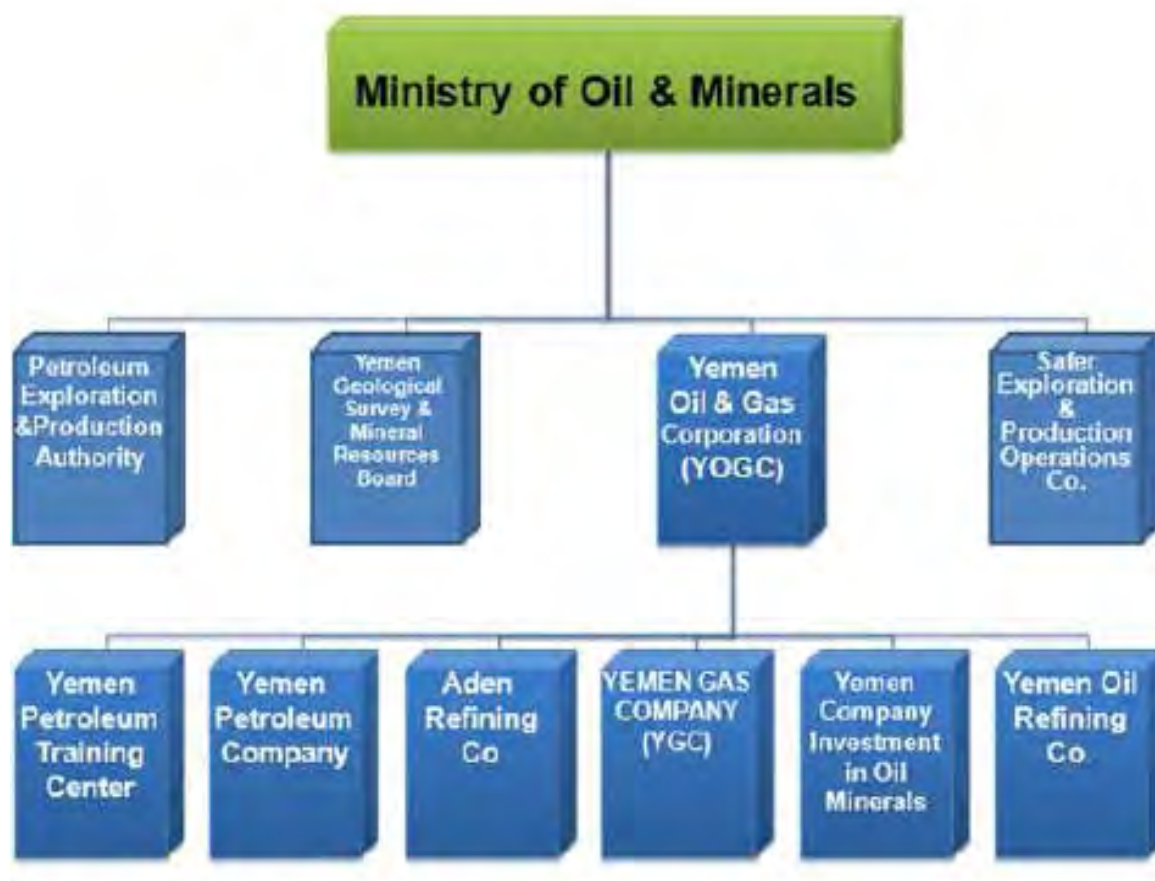 Ministry of Oil & Minerals
Petroleum
Exploration
&Production
Authority
Yemen
Geological
Survey &
Mineral
Resources
Board
Yemen
Oil & Gas
Corporation
(YOGC)
Safer
Exploration
&
Production
Operations
Co.
Yemen
Petroleum
Training
Center
Yemen
Petroleum
Company
Aden
Refining
Co
YEMEN GAS
COMPANY
(YGC)
Yemen
Company
Investment
in Oil
Minerals
Yemen Oil
Refining
Co